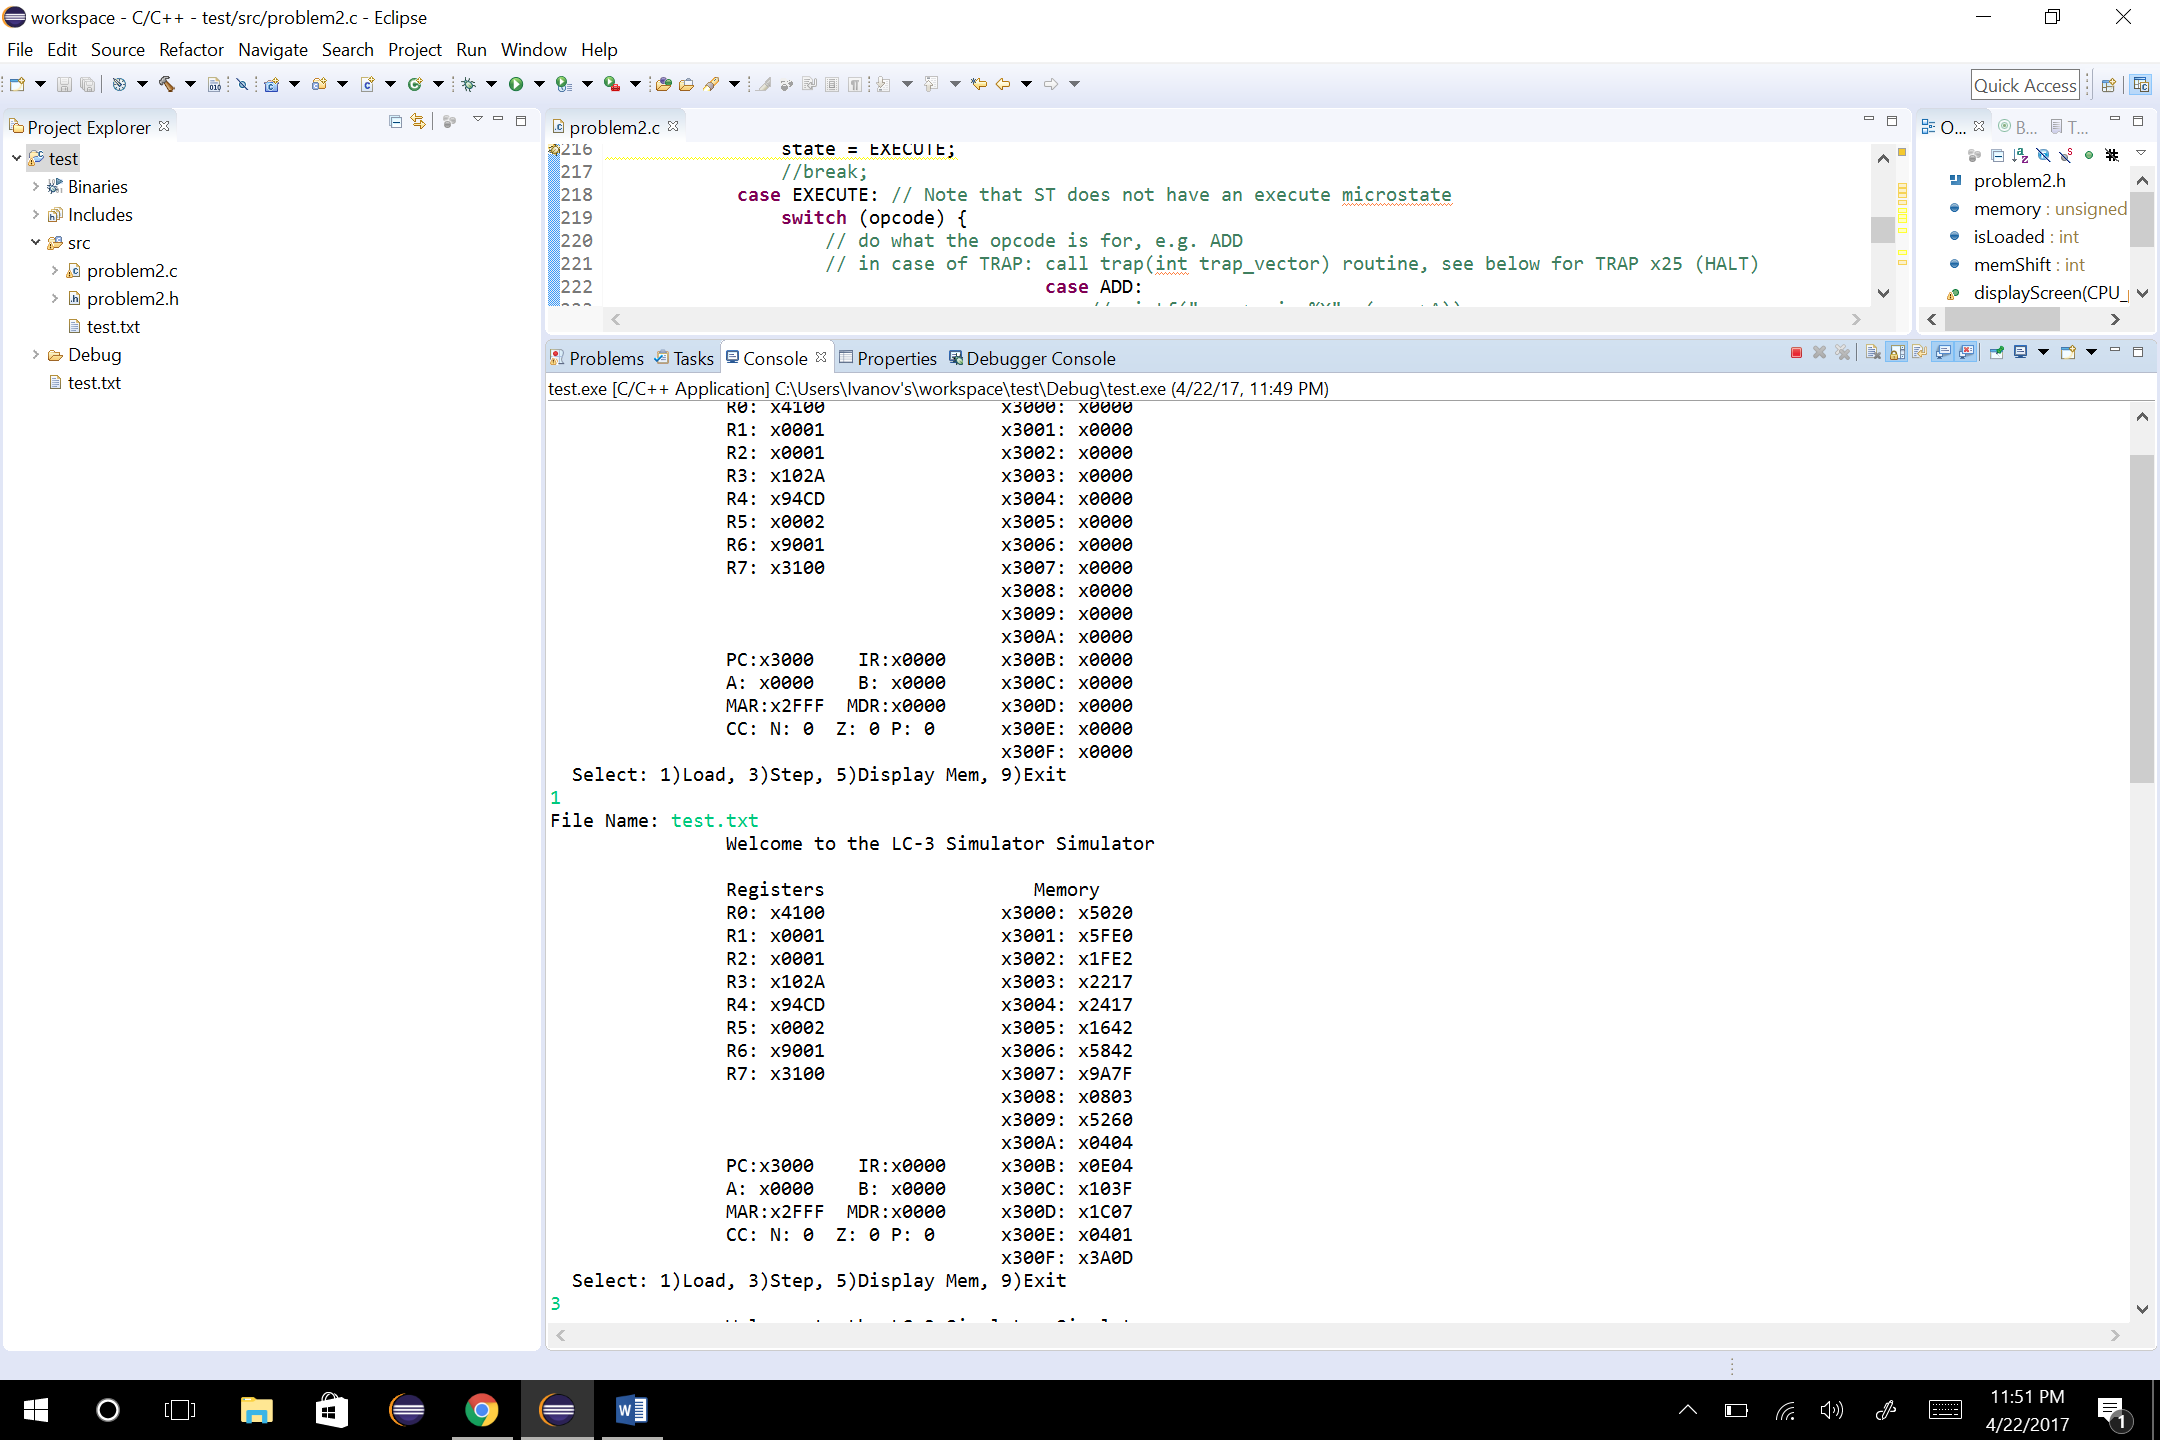 workspace - C/C++ - test/src/problem2.c - Eclipse
File Edit Source Refactor Navigate Search Project Run Window Help
Quick Access
Project Explorer
test
Binaries
Includes
src
problem2.c
problem2.h
test.txt
Debug
test.txt
problem2.c
216 state = EXECUTE;
217 //break;
218 case EXECUTE: // Note that ST does not have an execute microstate
219 switch (opcode) {
220 // do what the opcode is for, e.g. ADD
221 // in case of TRAP: call trap(int trap_vector) routine, see below for TRAP x25 (HALT)
222 case ADD:
O... B... T...
problem2.h
memory : unsigned
isLoaded : int
memShift : int
displayScreen(CPU_
Problems Tasks Console Properties Debugger Console
test.exe [C/C++ Application] C:\Users\Ivanov's\workspace\test\Debug\test.exe (4/22/17, 11:49 PM)
R0: x4100 x3000: x0000
R1: x0001 x3001: x0000
R2: x0001 x3002: x0000
R3: x102A x3003: x0000
R4: x94CD x3004: x0000
R5: x0002 x3005: x0000
R6: x9001 x3006: x0000
R7: x3100 x3007: x0000
x3008: x0000
x3009: x0000
x300A: x0000
PC:x3000 IR:x0000 x300B: x0000
A: x0000 B: x0000 x300C: x0000
MAR:x2FFF MDR:x0000 x300D: x0000
CC: N: 0 Z: 0 P: 0 x300E: x0000
x300F: x0000
Select: 1)Load, 3)Step, 5)Display Mem, 9)Exit
1
File Name: test.txt
Welcome to the LC-3 Simulator Simulator
Registers Memory
R0: x4100 x3000: x5020
R1: x0001 x3001: x5FE0
R2: x0001 x3002: x1FE2
R3: x102A x3003: x2217
R4: x94CD x3004: x2417
R5: x0002 x3005: x1642
R6: x9001 x3006: x5842
R7: x3100 x3007: x9A7F
x3008: x0803
x3009: x5260
x300A: x0404
PC:x3000 IR:x0000 x300B: x0E04
A: x0000 B: x0000 x300C: x103F
MAR:x2FFF MDR:x0000 x300D: x1C07
CC: N: 0 Z: 0 P: 0 x300E: x0401
x300F: x3A0D
Select: 1)Load, 3)Step, 5)Display Mem, 9)Exit
3
11:51 PM
4/22/2017
1